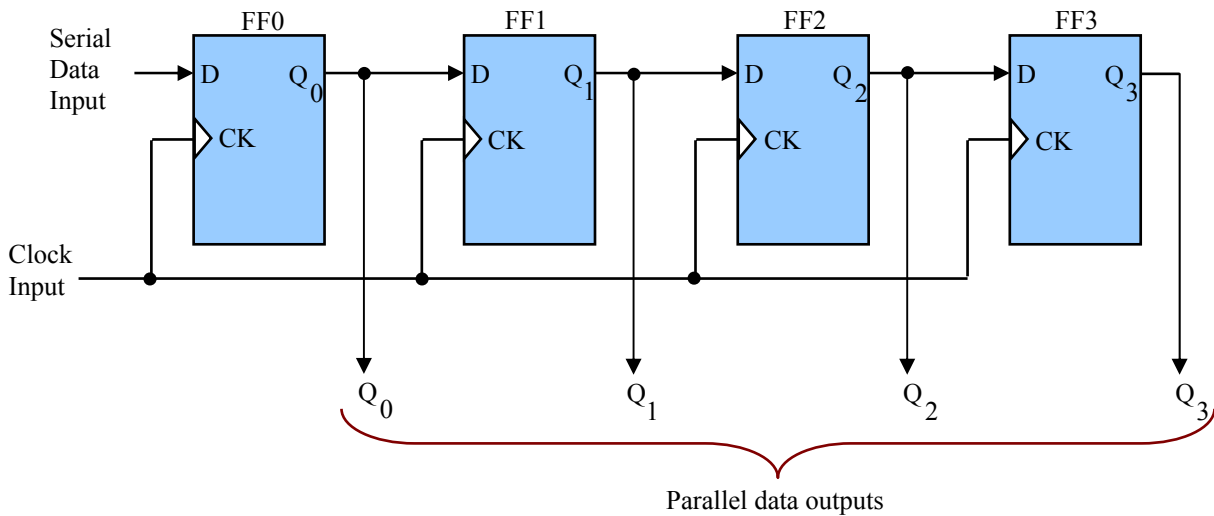 FF0
FF1
FF2
FF3
Serial
Data
Input
D
Q0
CK
D
Q1
CK
D
Q2
CK
D
Q3
CK
Clock
Input
Q0
Q1
Q2
Q3
Parallel data outputs